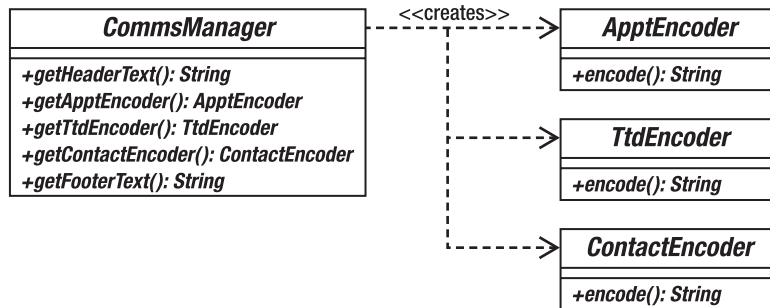 <<creates>>
CommsManager
+getHeaderText(): String
+getApptEncoder(): ApptEncoder
+getTtdEncoder(): TtdEncoder
+getContactEncoder(): ContactEncoder
+getFooterText(): String
ApptEncoder
+encode(): String
TtdEncoder
+encode(): String
ContactEncoder
+encode(): String